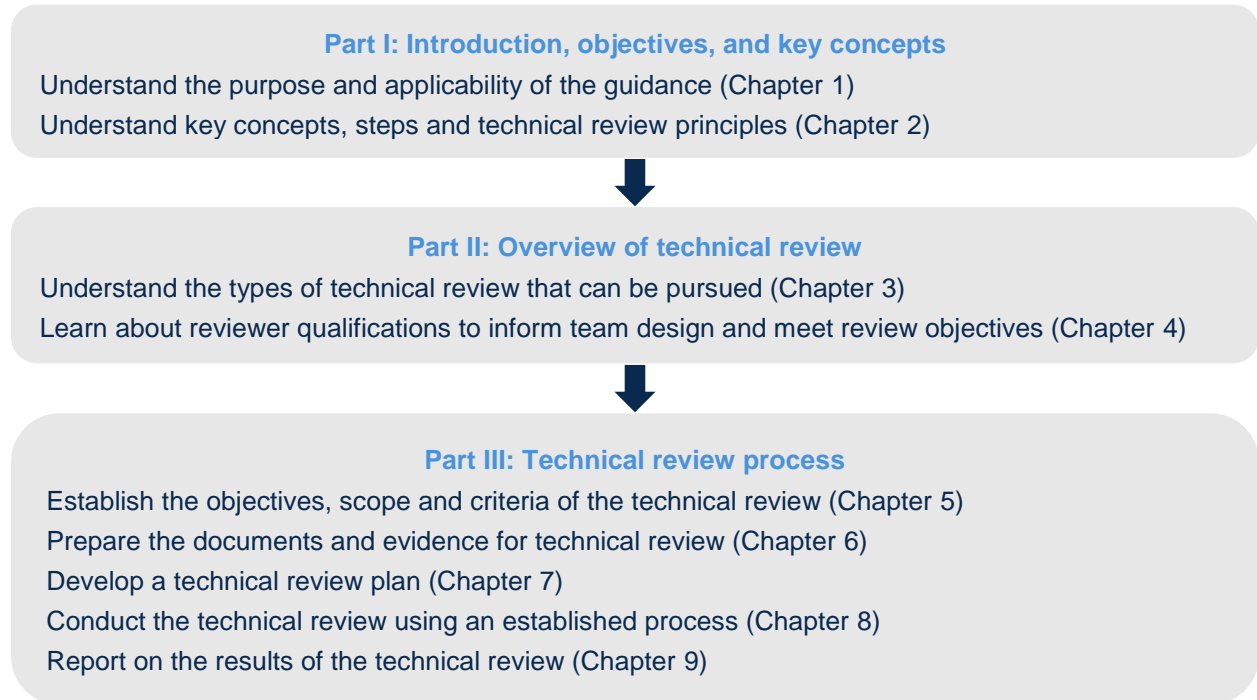 Part I: Introduction, objectives, and key concepts
Understand the purpose and applicability of the guidance (Chapter 1)
Understand key concepts, steps and technical review principles (Chapter 2)
Part II: Overview of technical review
Understand the types of technical review that can be pursued (Chapter 3)
Learn about reviewer qualifications to inform team design and meet review objectives (Chapter 4)
Part III: Technical review process
Establish the objectives, scope and criteria of the technical review (Chapter 5)
Prepare the documents and evidence for technical review (Chapter 6)
Develop a technical review plan (Chapter 7)
Conduct the technical review using an established process (Chapter 8)
Report on the results of the technical review (Chapter 9)